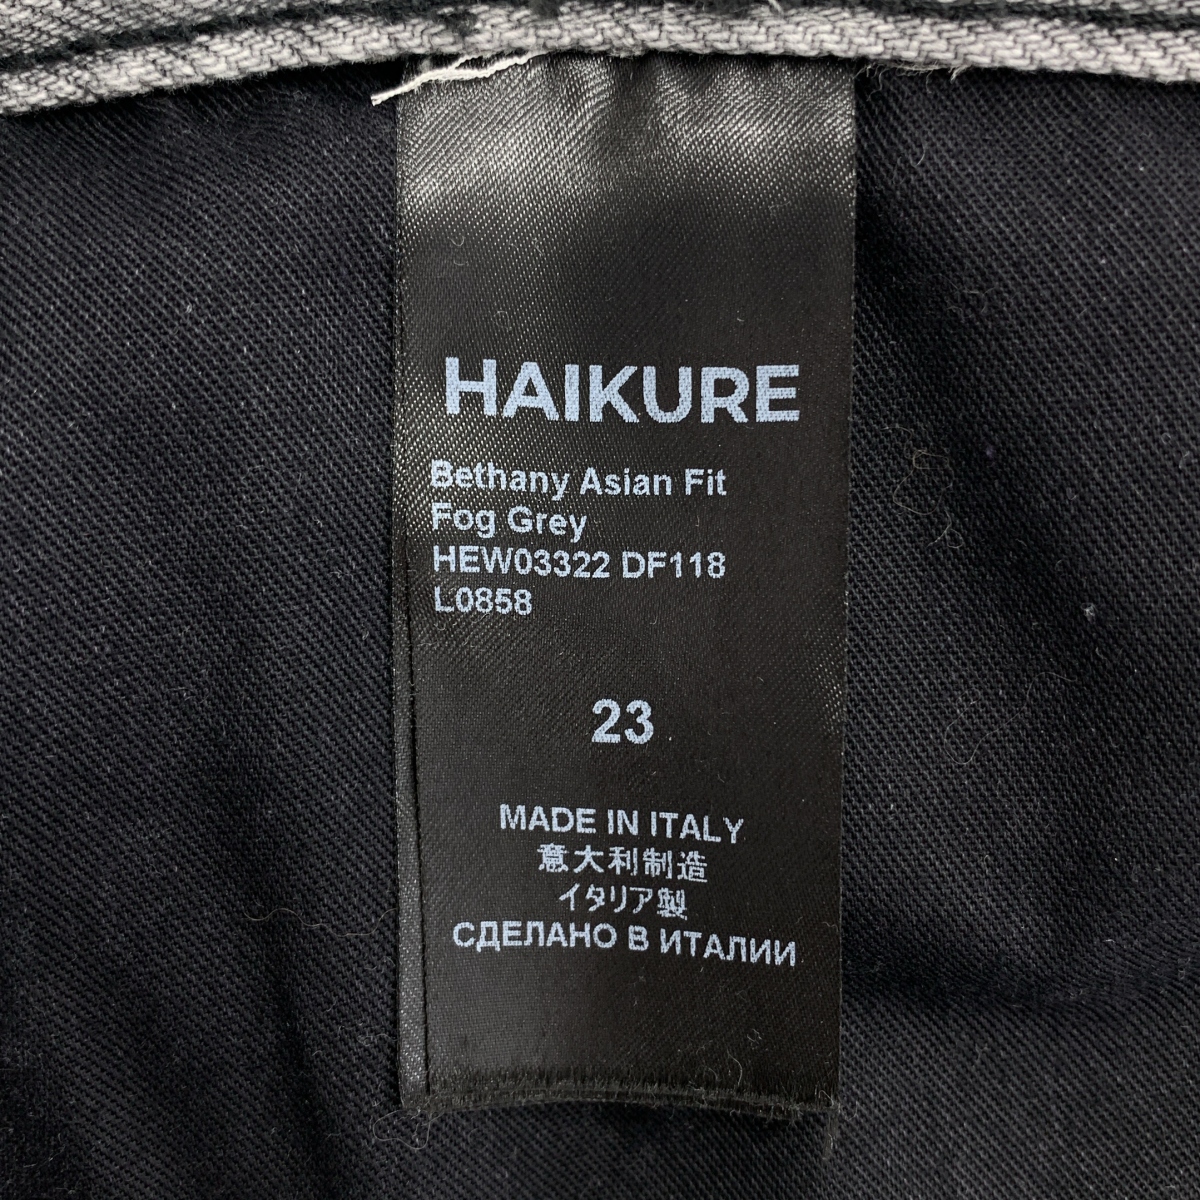 HAIKURE
Bethany Asian Fit
Fog Grey
HEW03322 DF118
L0858
23
MADE IN ITALY
意大利制造
イタリア製
СДЕЛАНО В ИТАЛИИ